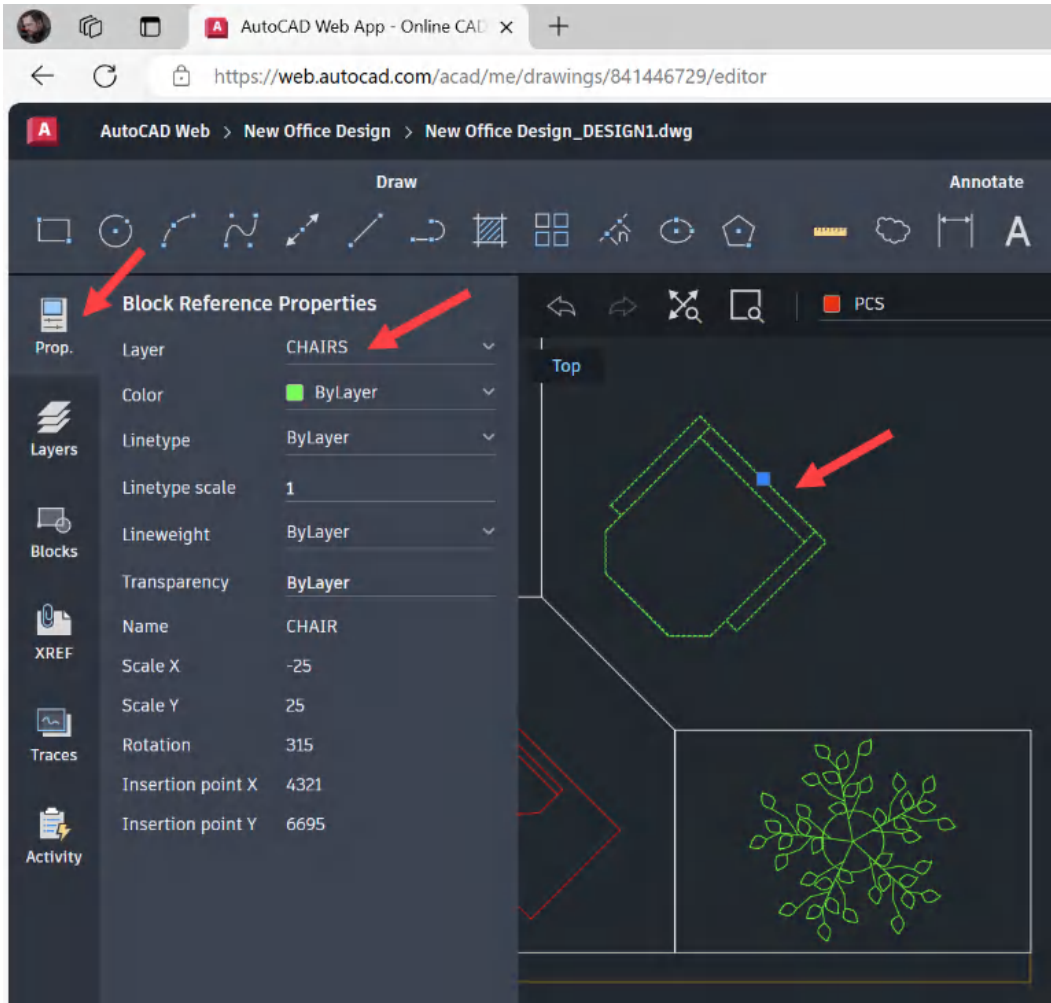 AutoCAD Web App - Online CAD
https://web.autocad.com/acad/me/drawings/841446729/editor
A AutoCAD Web > New Office Design > New Office Design_DESIGN1.dwg
Draw Annotate
A
Prop.
Layers
Blocks
XREF
Traces
Activity
Block Reference Properties
Layer CHAIRS
Color ByLayer
Linetype ByLayer
Linetype scale 1
Lineweight ByLayer
Transparency ByLayer
Name CHAIR
Scale X -25
Scale Y 25
Rotation 315
Insertion point X 4321
Insertion point Y 6695
PCS
Top